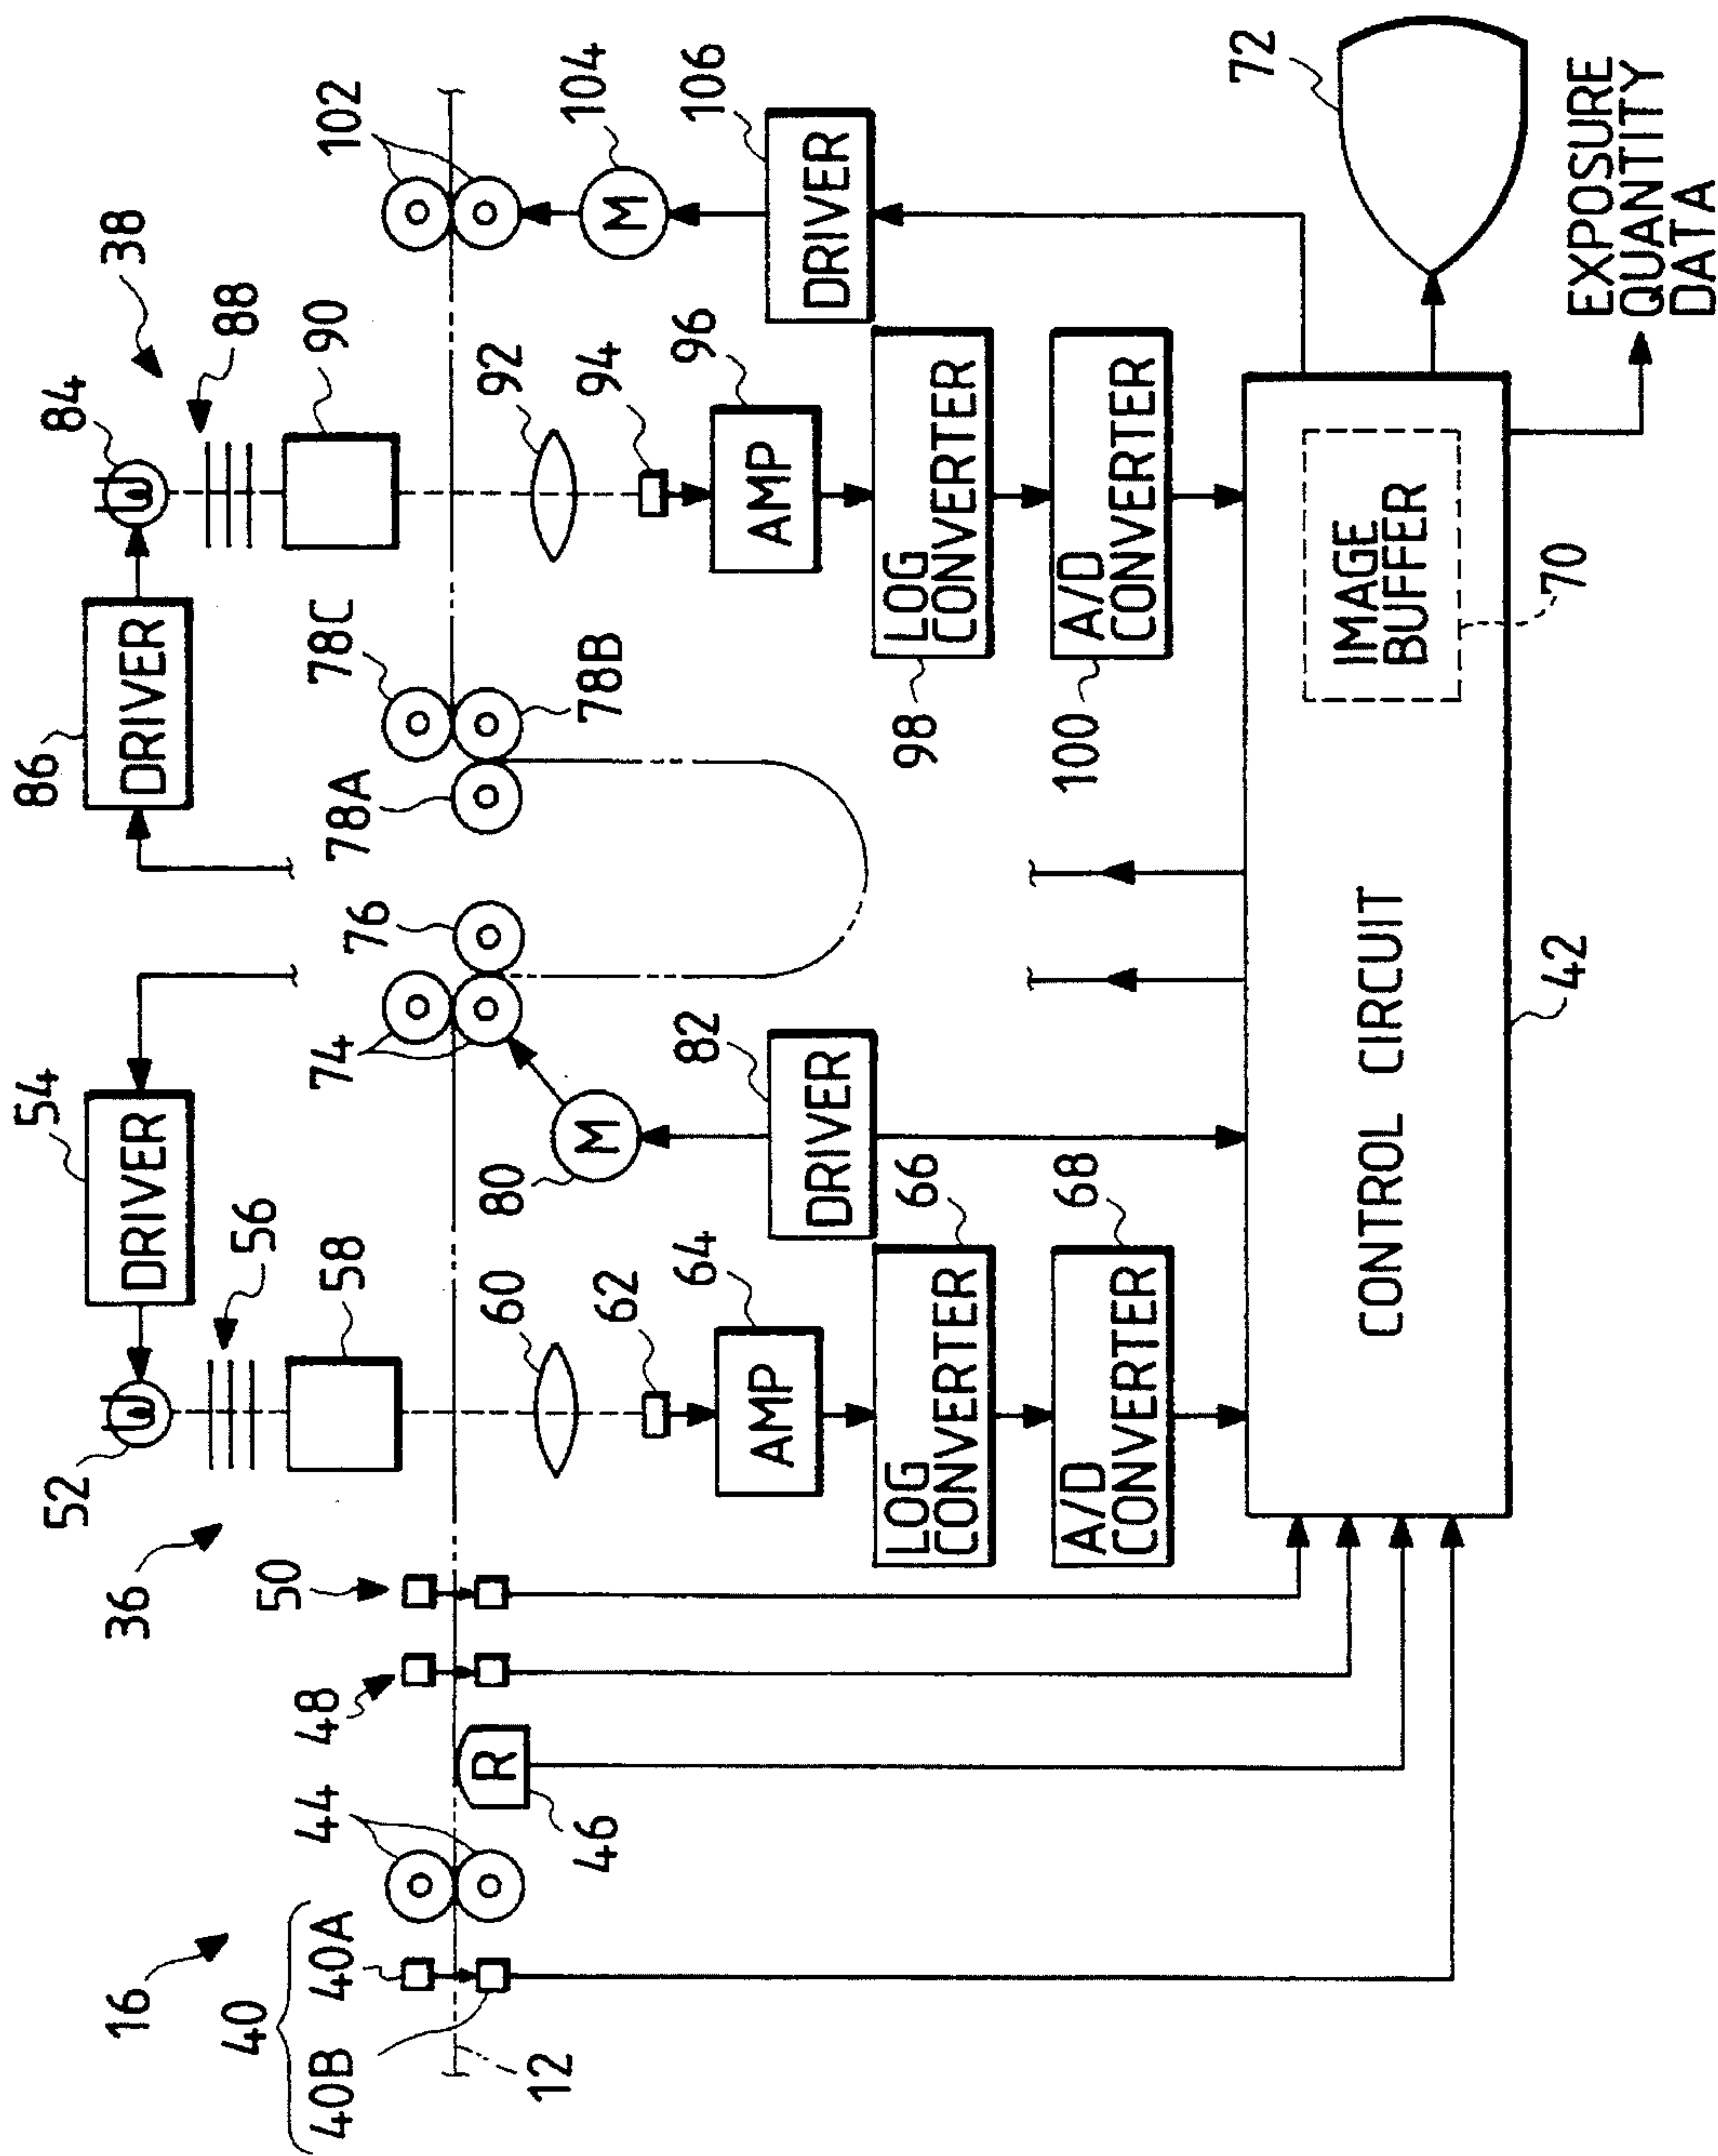 16
36
38
40
40B 40A
44
48
50
12
46
R
52
54
DRIVER
56
58
60
62
64
AMP
66
LOG
CONVERTER
68
A/D
CONVERTER
74
76
80
M
82
DRIVER
78A
78C
78B
86
DRIVER
84
88
90
92
94
96
AMP
98
LOG
CONVERTER
100
A/D
CONVERTER
102
104
M
106
DRIVER
CONTROL CIRCUIT
42
IMAGE
BUFFER
70
72
EXPOSURE
QUANTITY
DATA